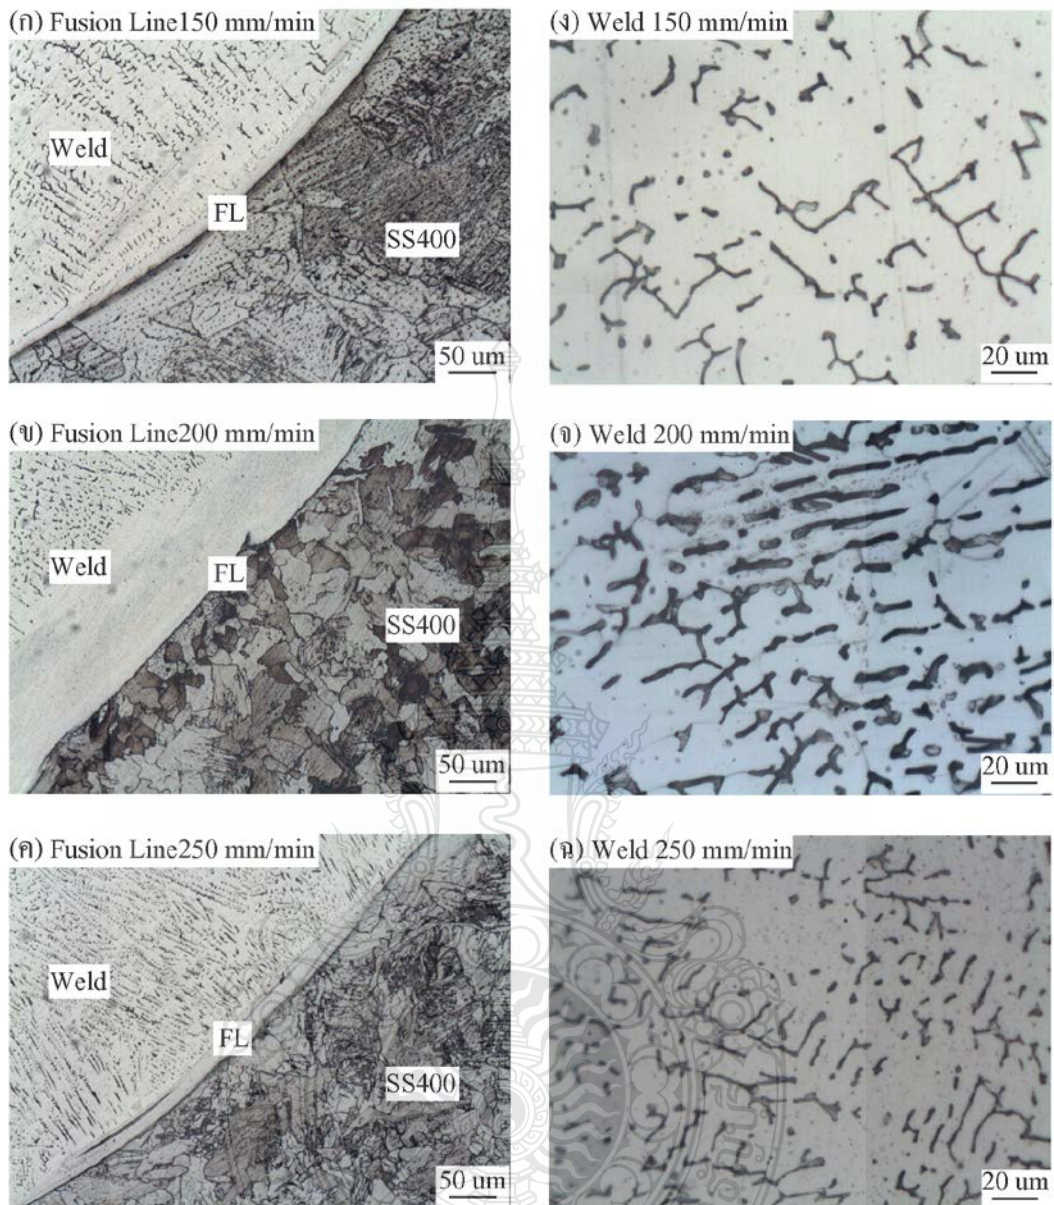 (ก) Fusion Line150 mm/min
Weld
FL
SS400
50 um
(ง) Weld 150 mm/min
20 um
(ข) Fusion Line200 mm/min
Weld
FL
SS400
50 um
(จ) Weld 200 mm/min
20 um
(ค) Fusion Line250 mm/min
Weld
FL
SS400
50 um
(ฉ) Weld 250 mm/min
20 um